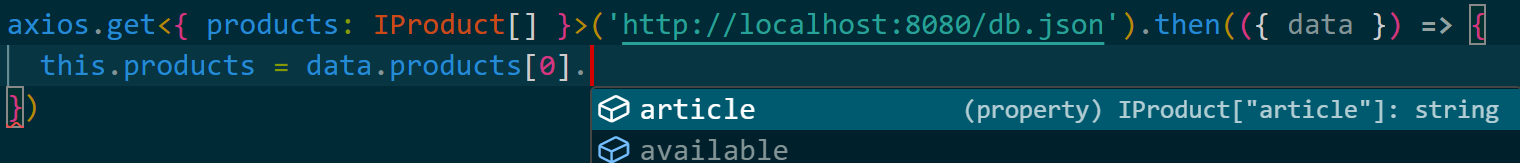 axios.get<{ products: IProduct[] }>('http://localhost:8080/db.json').then(({ data }) => {
this.products = data.products[0].
})
article (property) IProduct["article"]: string
available